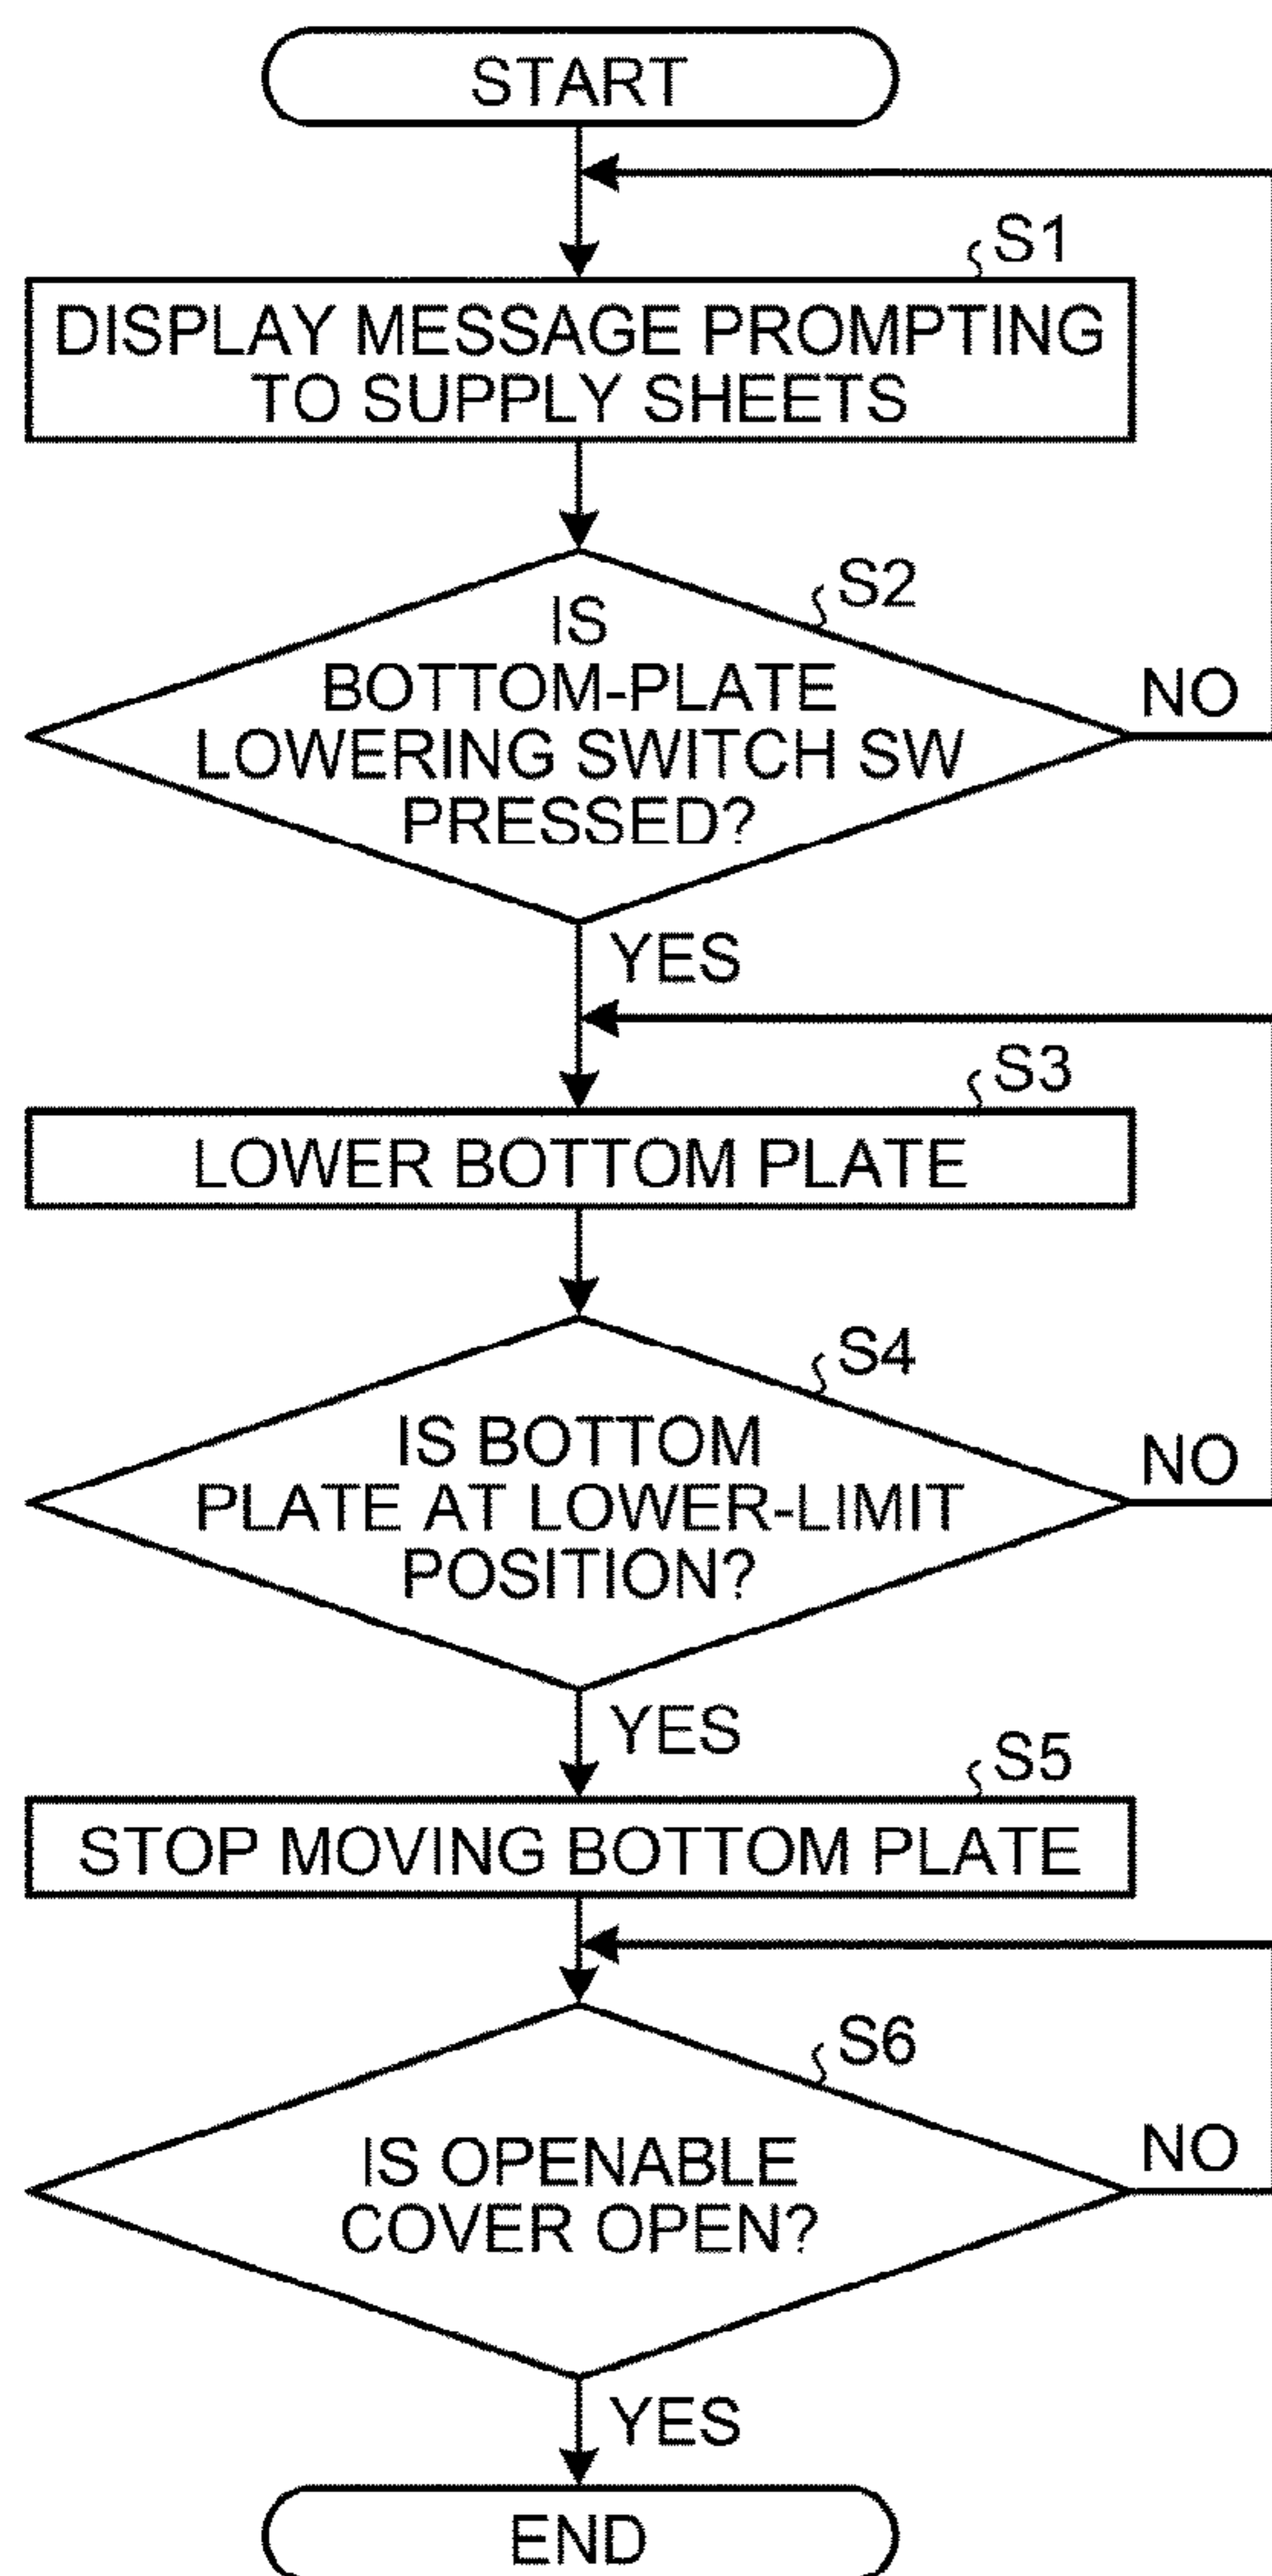 START
S1
DISPLAY MESSAGE PROMPTING
TO SUPPLY SHEETS
S2
IS
BOTTOM-PLATE
LOWERING SWITCH SW
PRESSED?
NO
YES
S3
LOWER BOTTOM PLATE
S4
IS BOTTOM
PLATE AT LOWER-LIMIT
POSITION?
NO
YES
S5
STOP MOVING BOTTOM PLATE
S6
IS OPENABLE
COVER OPEN?
NO
YES
END